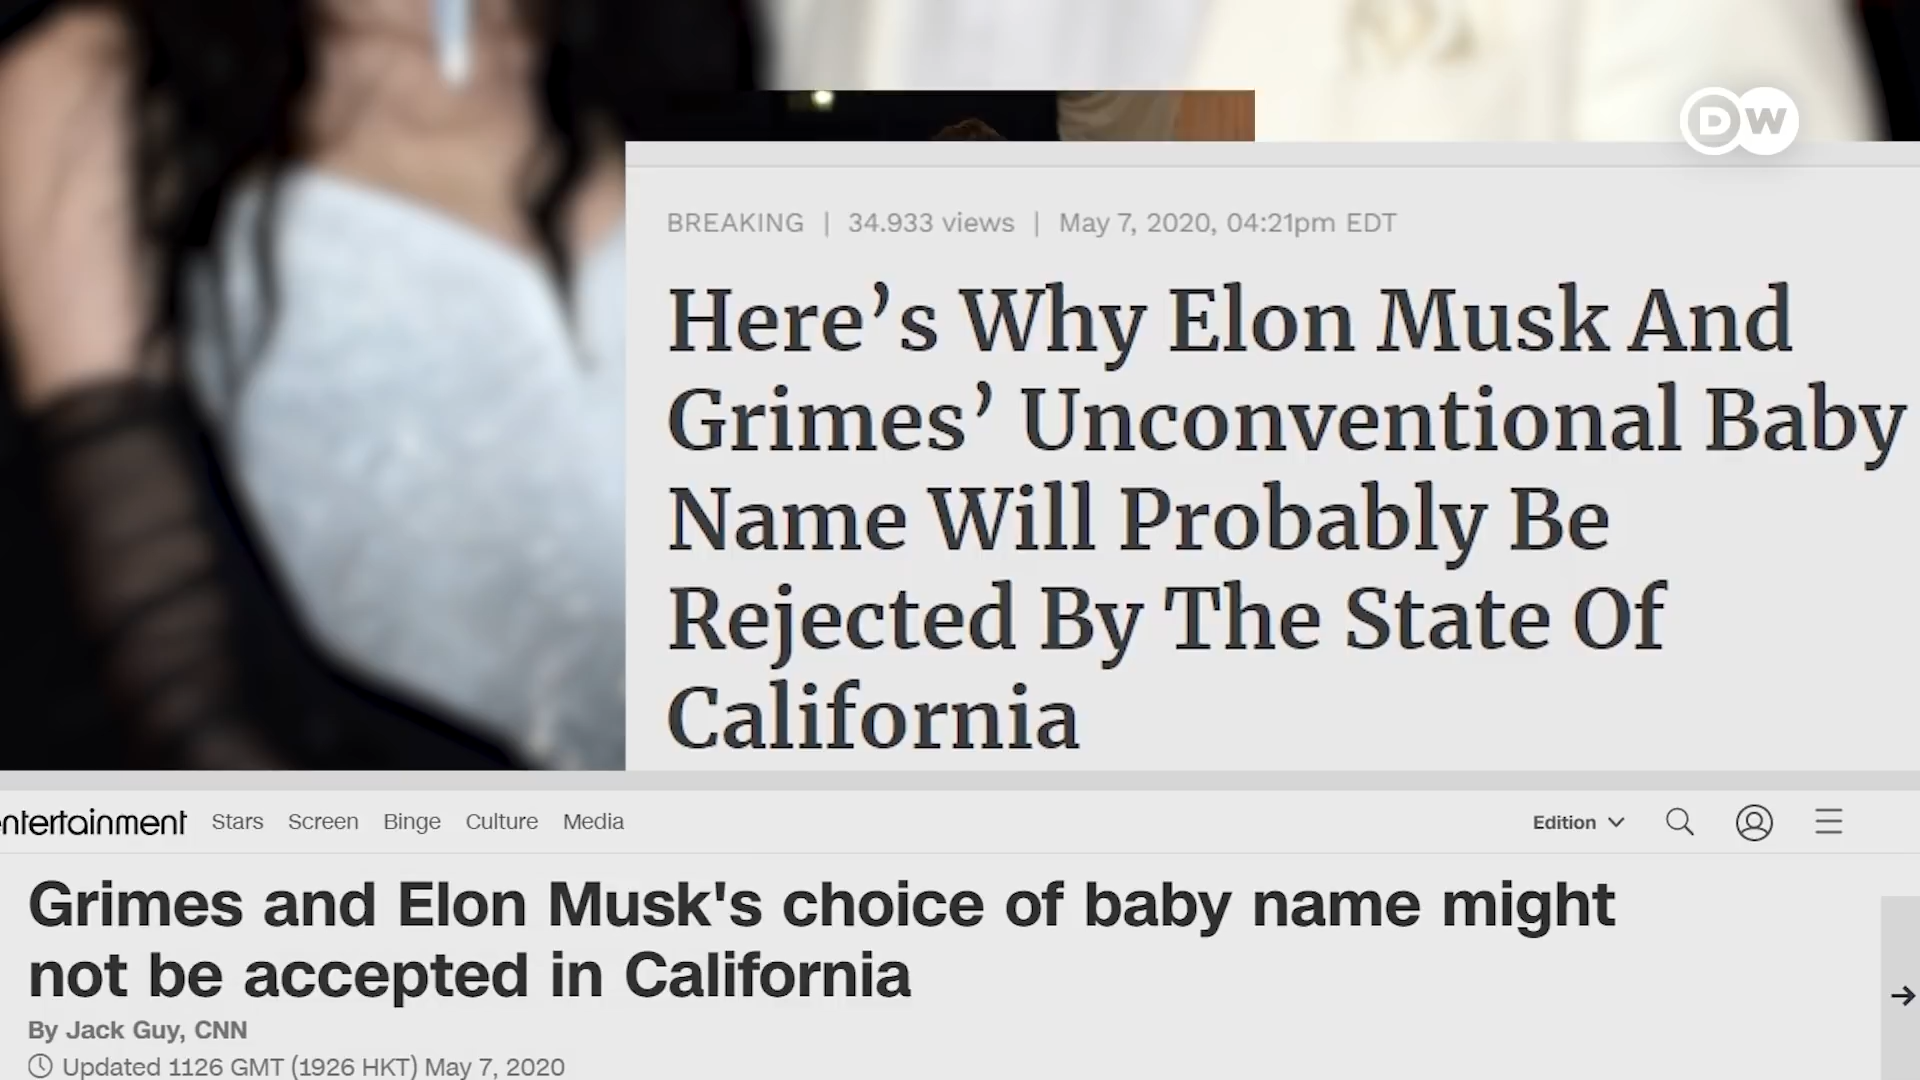 DW
BREAKING | 34.933 views | May 7, 2020, 04:21pm EDT
Here’s Why Elon Musk And
Grimes’ Unconventional Baby
Name Will Probably Be
Rejected By The State Of
California
ntertainment Stars Screen Binge Culture Media Edition
Grimes and Elon Musk's choice of baby name might
not be accepted in California
By Jack Guy, CNN
Updated 1126 GMT (1926 HKT) May 7, 2020